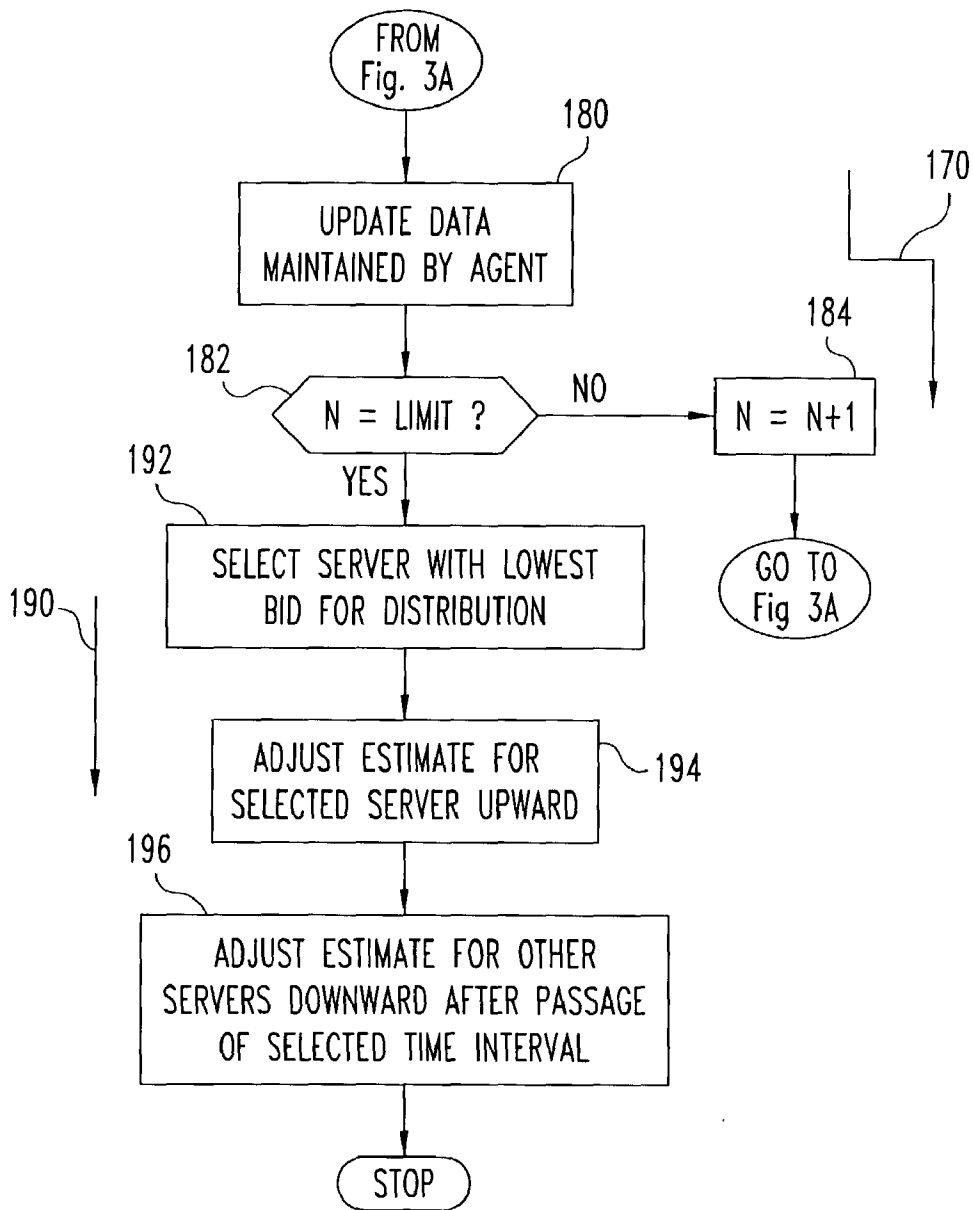 FROM
Fig. 3A
180
UPDATE DATA
MAINTAINED BY AGENT
170
182
N = LIMIT ?
NO
184
N = N+1
YES
GO TO
Fig 3A
192
SELECT SERVER WITH LOWEST
BID FOR DISTRIBUTION
190
ADJUST ESTIMATE FOR
SELECTED SERVER UPWARD
194
196
ADJUST ESTIMATE FOR OTHER
SERVERS DOWNWARD AFTER PASSAGE
OF SELECTED TIME INTERVAL
STOP